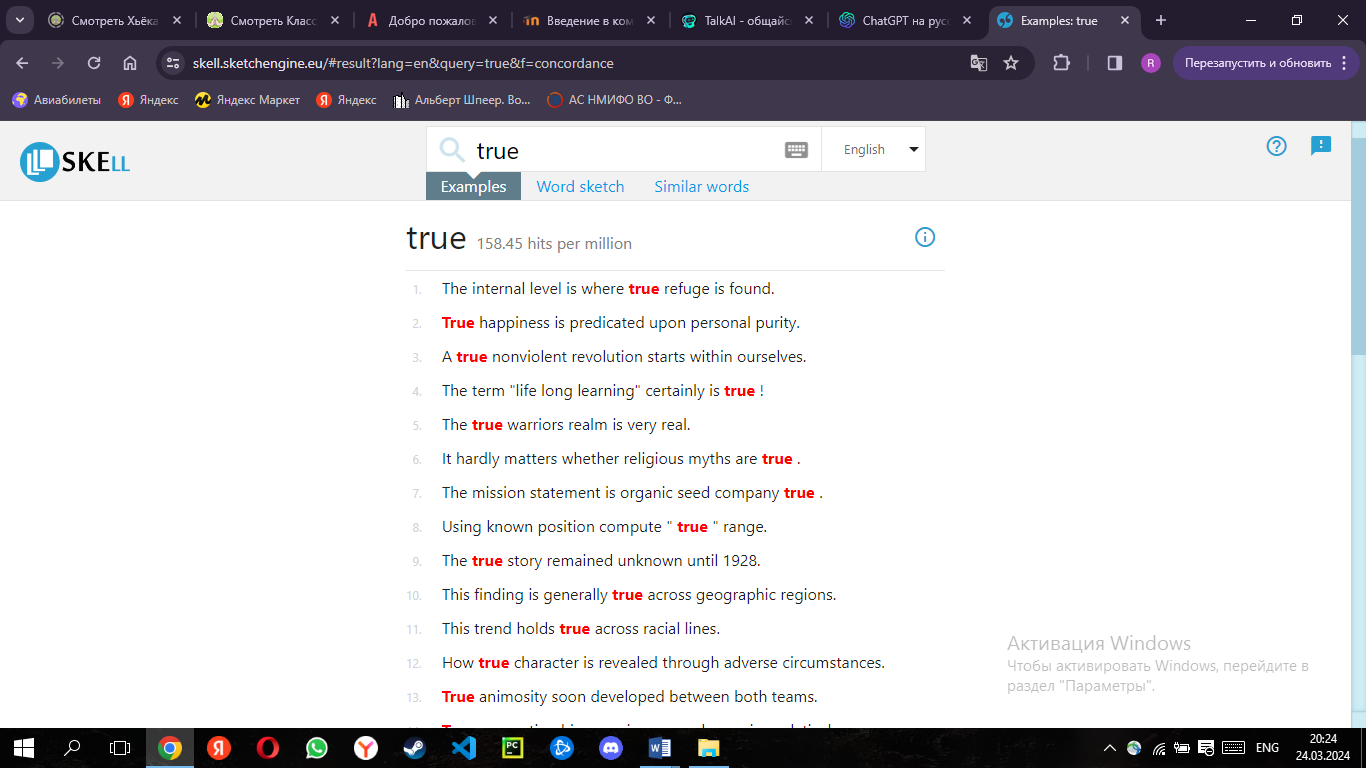 Смотреть Хьёка
Смотреть Класс
Добро пожалов
Введение в ком
TalkAI - общайс
ChatGPT на русс
Examples: true
skell.sketchengine.eu/#result?lang=en&query=true&f=concordance
R
Перезапустить и обновить
Авиабилеты
Яндекс
Яндекс Маркет
Яндекс
Альберт Шпеер. Во...
АС НМИФО ВО - Ф...
SKELL
true
English
Examples
Word sketch
Similar words
true 158.45 hits per million
1. The internal level is where true refuge is found.
2. True happiness is predicated upon personal purity.
3. A true nonviolent revolution starts within ourselves.
4. The term "life long learning" certainly is true !
5. The true warriors realm is very real.
6. It hardly matters whether religious myths are true .
7. The mission statement is organic seed company true .
8. Using known position compute " true " range.
9. The true story remained unknown until 1928.
10. This finding is generally true across geographic regions.
11. This trend holds true across racial lines.
12. How true character is revealed through adverse circumstances.
13. True animosity soon developed between both teams.
Активация Windows
Чтобы активировать Windows, перейдите в
раздел "Параметры".
ENG
20:24
24.03.2024